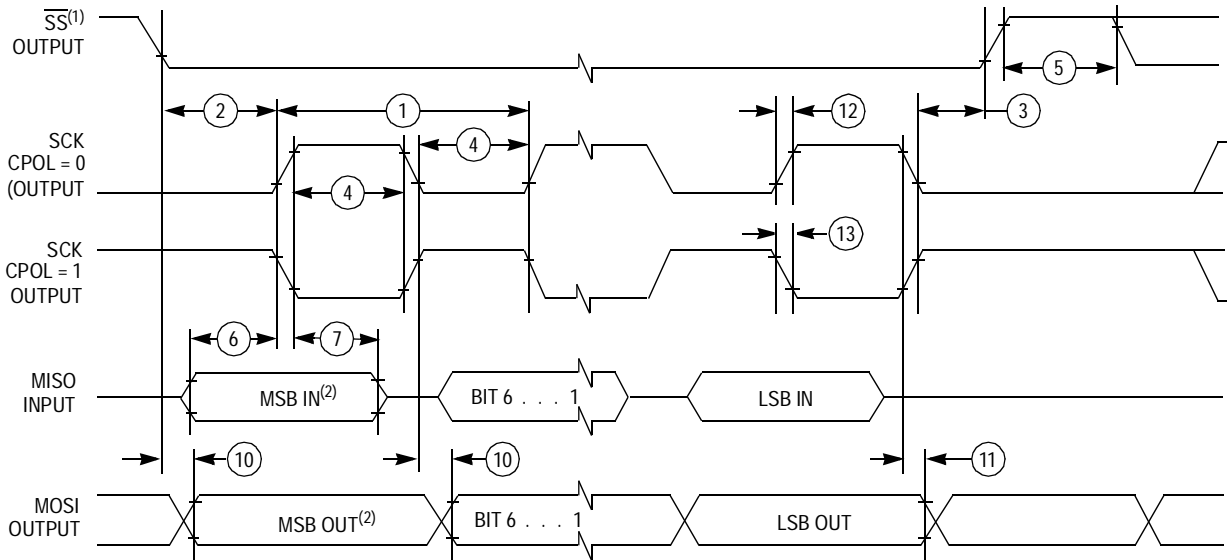 SS(1)
OUTPUT
5
2
1
12
3
SCK
CPOL = 0
(OUTPUT
4
4
SCK
CPOL = 1
OUTPUT
13
6
7
MISO
INPUT
MSB IN(2)
BIT 6 . . . 1
LSB IN
10
10
11
MOSI
OUTPUT
MSB OUT(2)
BIT 6 . . . 1
LSB OUT